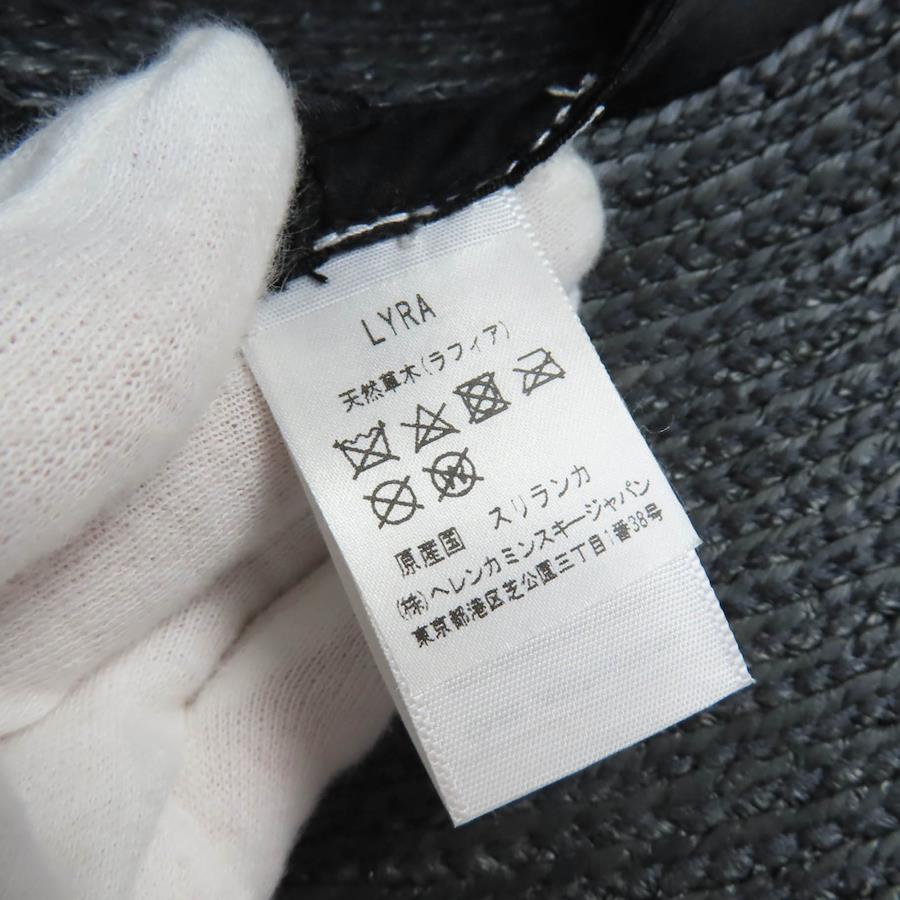 LYRA
天然草木(ラフィア)
原産国 スリランカ
(株)ヘレンカミンスキージャパン
東京都港区芝公園三丁目1番38号